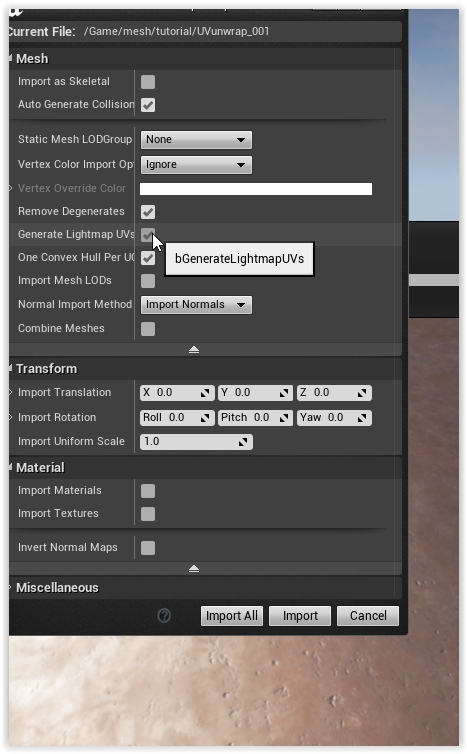 Current File: /Game/mesh/tutorial/UVunwrap_001
Mesh
Import as Skeletal
Auto Generate Collision
Static Mesh LODGroup None
Vertex Color Import Opt Ignore
Vertex Override Color
Remove Degenerates
Generate Lightmap UVs
bGenerateLightmapUVs
One Convex Hull Per UC
Import Mesh LODs
Normal Import Method Import Normals
Combine Meshes
Transform
Import Translation X 0.0 Y 0.0 Z 0.0
Import Rotation Roll 0.0 Pitch 0.0 Yaw 0.0
Import Uniform Scale 1.0
Material
Import Materials
Import Textures
Invert Normal Maps
Miscellaneous
? Import All Import Cancel